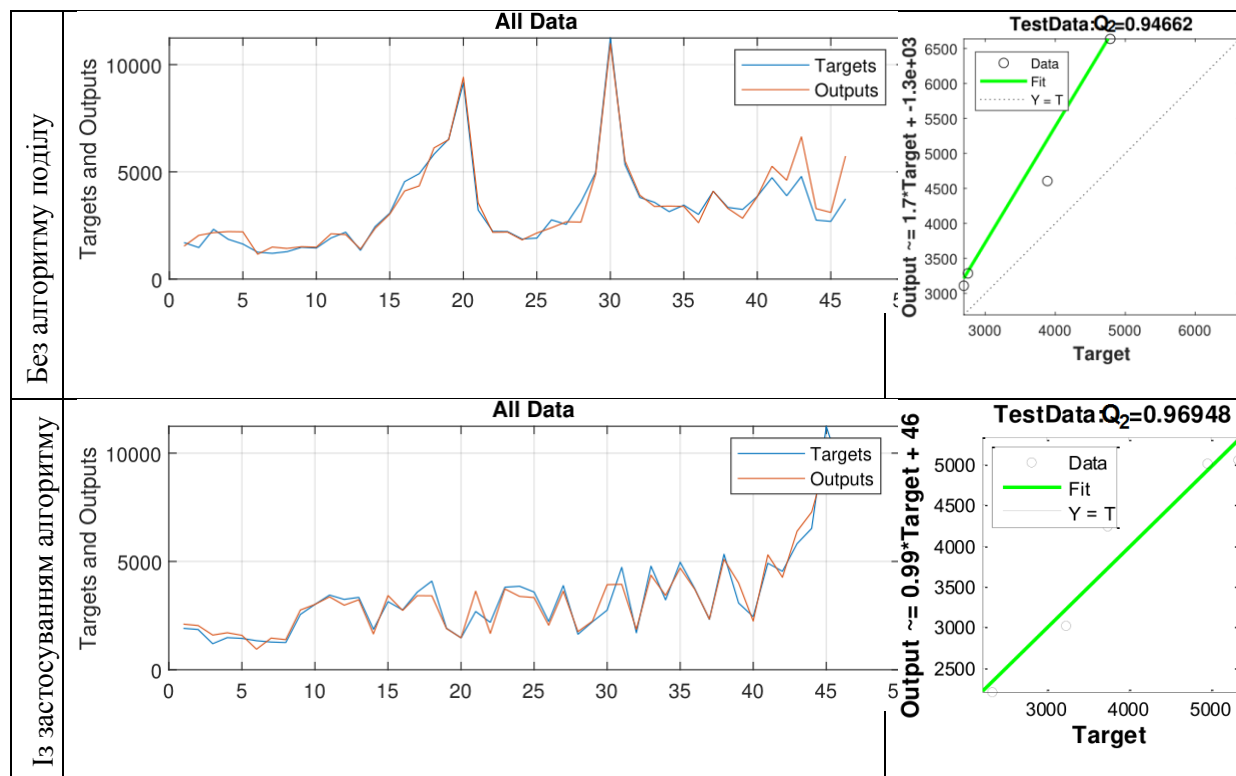 Без алгоритму поділу
All Data
Targets and Outputs
10000
5000
0
Targets
Outputs
0 5 10 15 20 25 30 35 40 45 5
TestData:Q2=0.94662
Output ~= 1.7*Target + -1.3e+03
6500
6000
5500
5000
4500
4000
3500
3000
Data
Fit
Y = T
3000 4000 5000 6000
Target
Із застосуванням алгоритму
All Data
Targets and Outputs
10000
5000
0
Targets
Outputs
0 5 10 15 20 25 30 35 40 45 5
TestData:Q2=0.96948
Output ~= 0.99*Target + 46
5000
4500
4000
3500
3000
2500
Data
Fit
Y = T
3000 4000 5000
Target